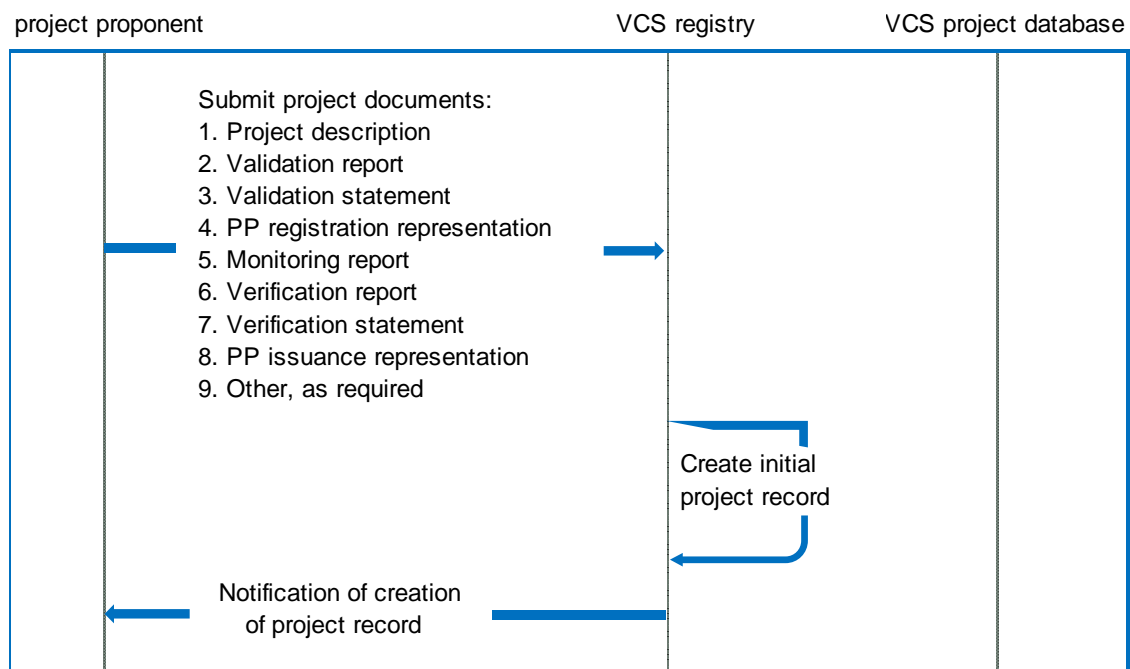 project proponent
VCS registry
VCS project database
Submit project documents:
1. Project description
2. Validation report
3. Validation statement
4. PP registration representation
5. Monitoring report
6. Verification report
7. Verification statement
8. PP issuance representation
9. Other, as required
Create initial
project record
Notification of creation
of project record